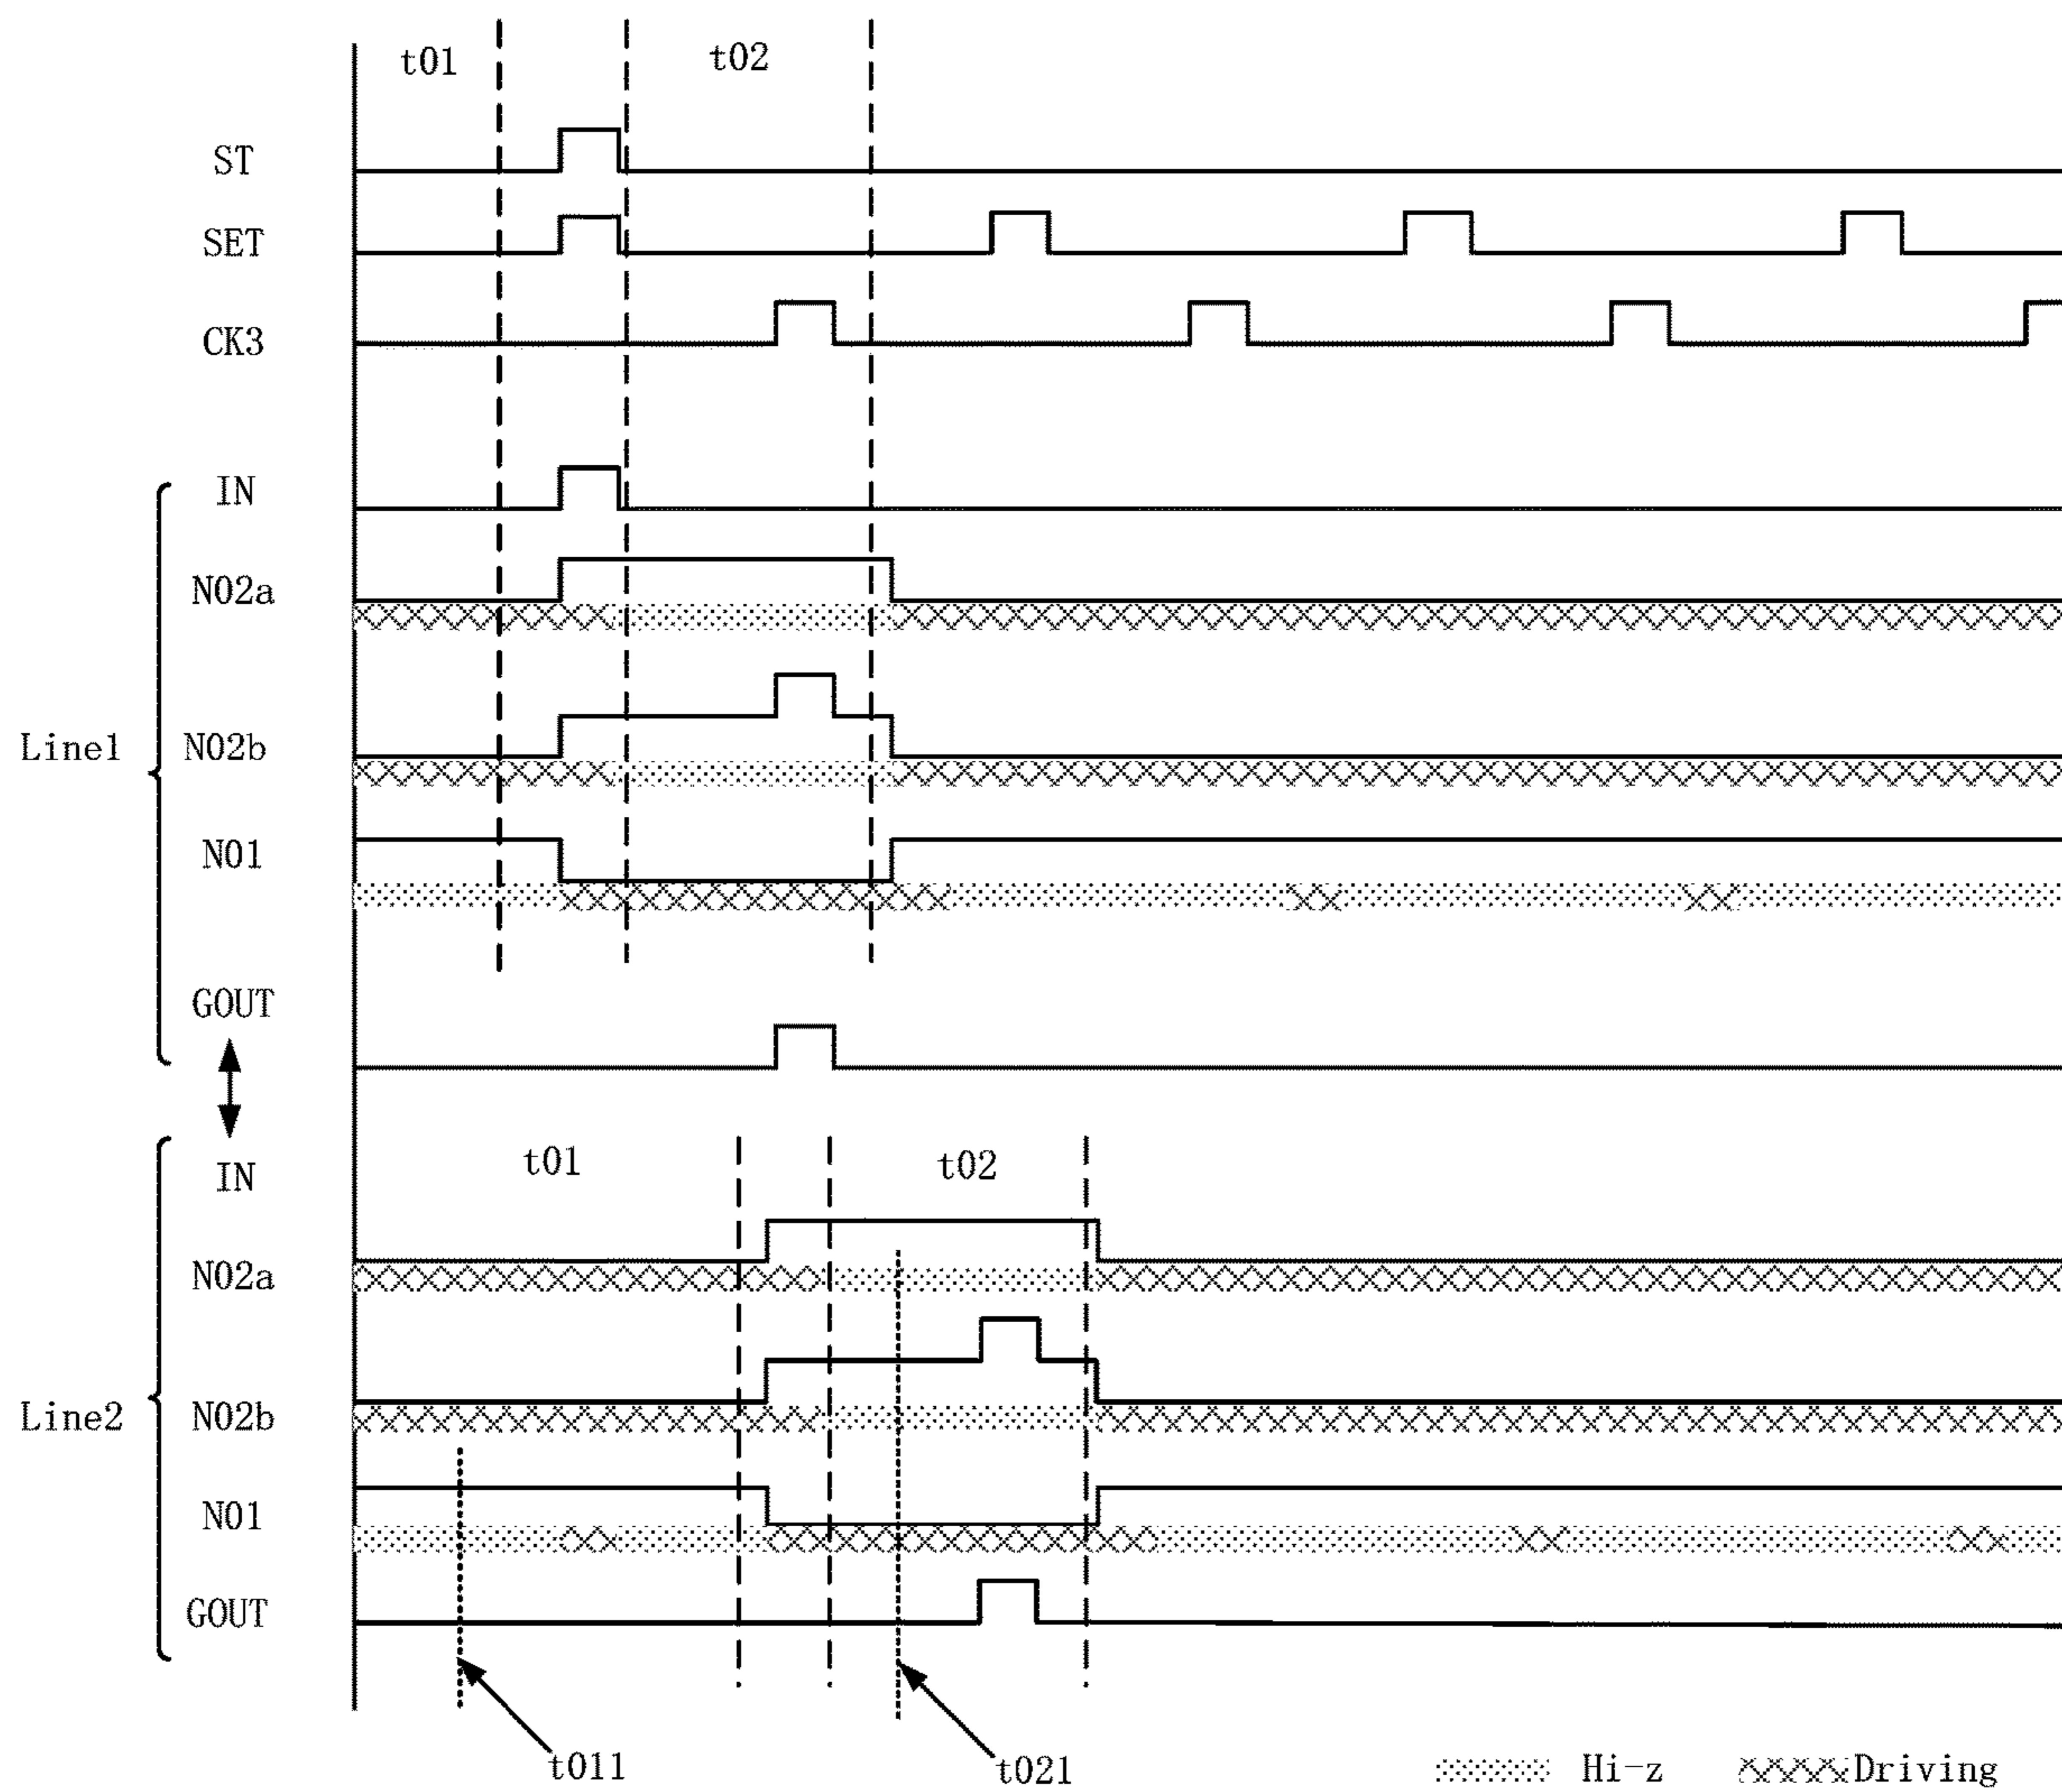 t01
t02
ST
SET
CK3
Line1
IN
N02a
N02b
N01
GOUT
Line2
IN
t01
t02
N02a
N02b
N01
GOUT
t011
t021
Hi-z
Driving